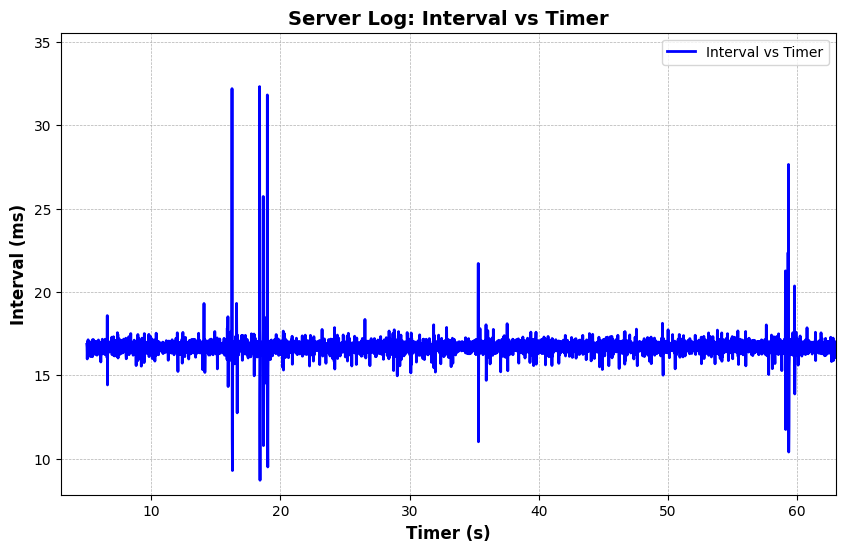 Server Log: Interval vs Timer
Interval vs Timer
35
30
25
20
15
10
Interval (ms)
10 20 30 40 50 60
Timer (s)